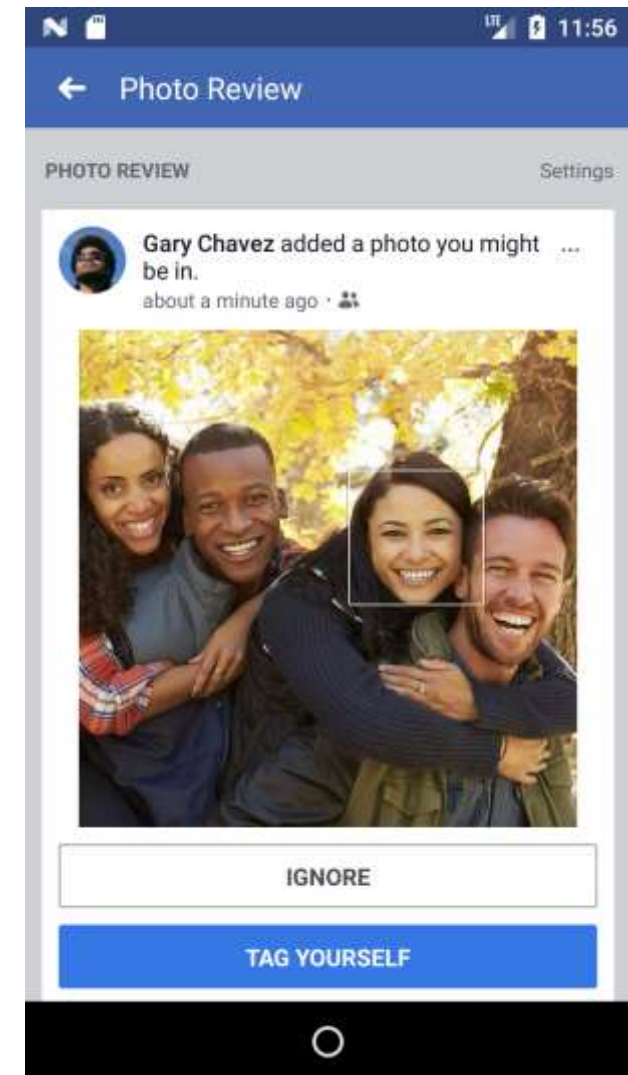 11:56
Photo Review
PHOTO REVIEW
Settings
Gary Chavez added a photo you might
be in.
about a minute ago ·
IGNORE
TAG YOURSELF